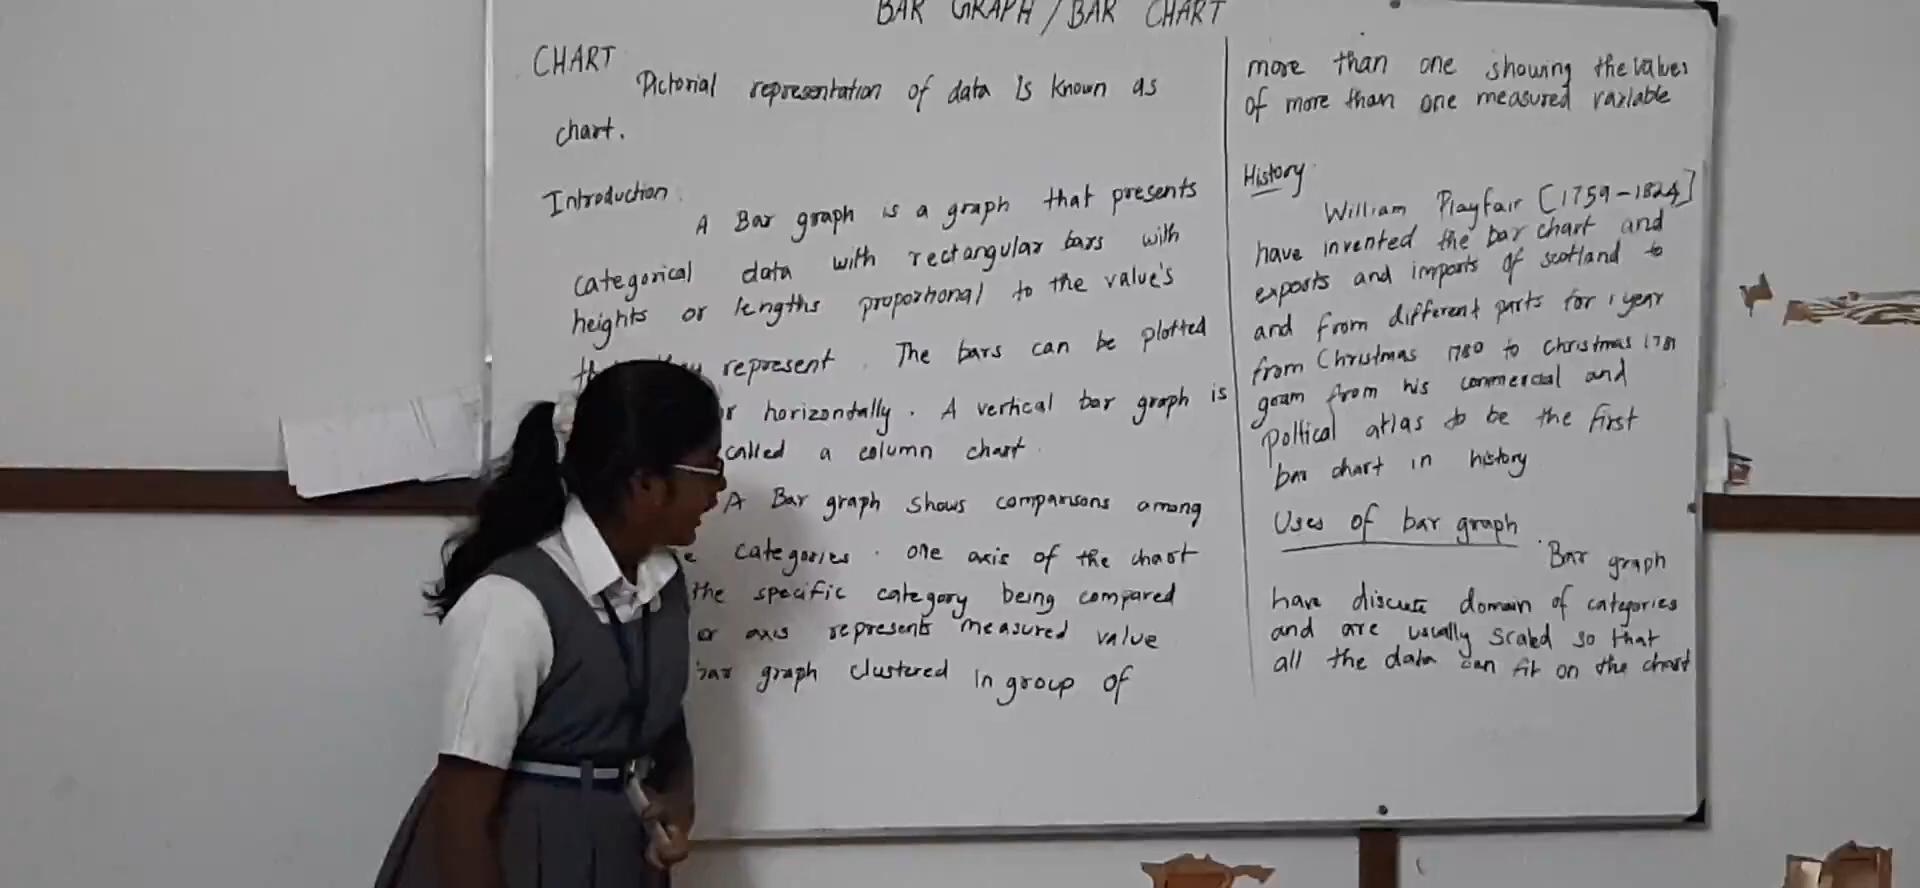 BAR GRAPH / BAR CHART
CHART
Pictorial representation of data is known as
chart.
Introduction
A Bar graph is a graph that presents
categorical data with rectangular bars with
heights or lengths proportional to the value's
represent. The bars can be plotted
horizontally. A vertical bar graph is
called a column chart.
A Bar graph shows comparisons among
categories. one axis of the chart
the specific category being compared
axis represents measured value
bar graph clustered in group of
more than one showing the values
of more than one measured variable
History
William Playfair [1759-1824]
have invented the bar chart and
exports and imports of scotland to
and from different parts for 1 year
from Christmas 1780 to christmas 1781
from his commercial and
poltical atlas to be the first
bar chart in history
Uses of bar graph
Bar graph
have discute domain of categories
and are usually scaled so that
all the data can fit on the chart